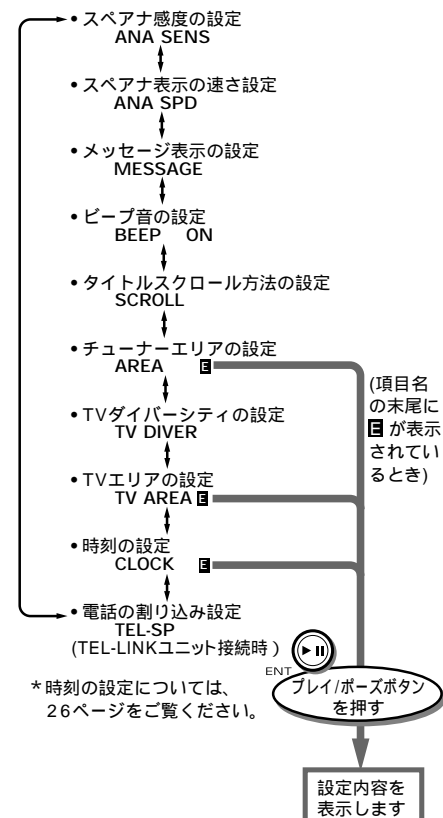 • スペアナ感度の設定
ANA SENS
• スペアナ表示の速さ設定
ANA SPD
• メッセージ表示の設定
MESSAGE
• ビープ音の設定
BEEP ON
• タイトルスクロール方法の設定
SCROLL
• チューナーエリアの設定
AREA E
(項目名
の末尾に
E が表示
されてい
るとき)
• TVダイバーシティの設定
TV DIVER
• TVエリアの設定
TV AREA E
• 時刻の設定
CLOCK E
• 電話の割り込み設定
TEL-SP
(TEL-LINKユニット接続時)
ENT
プレイ/ポーズボタン
を押す
*時刻の設定については、
26ページをご覧ください。
設定内容を
表示します